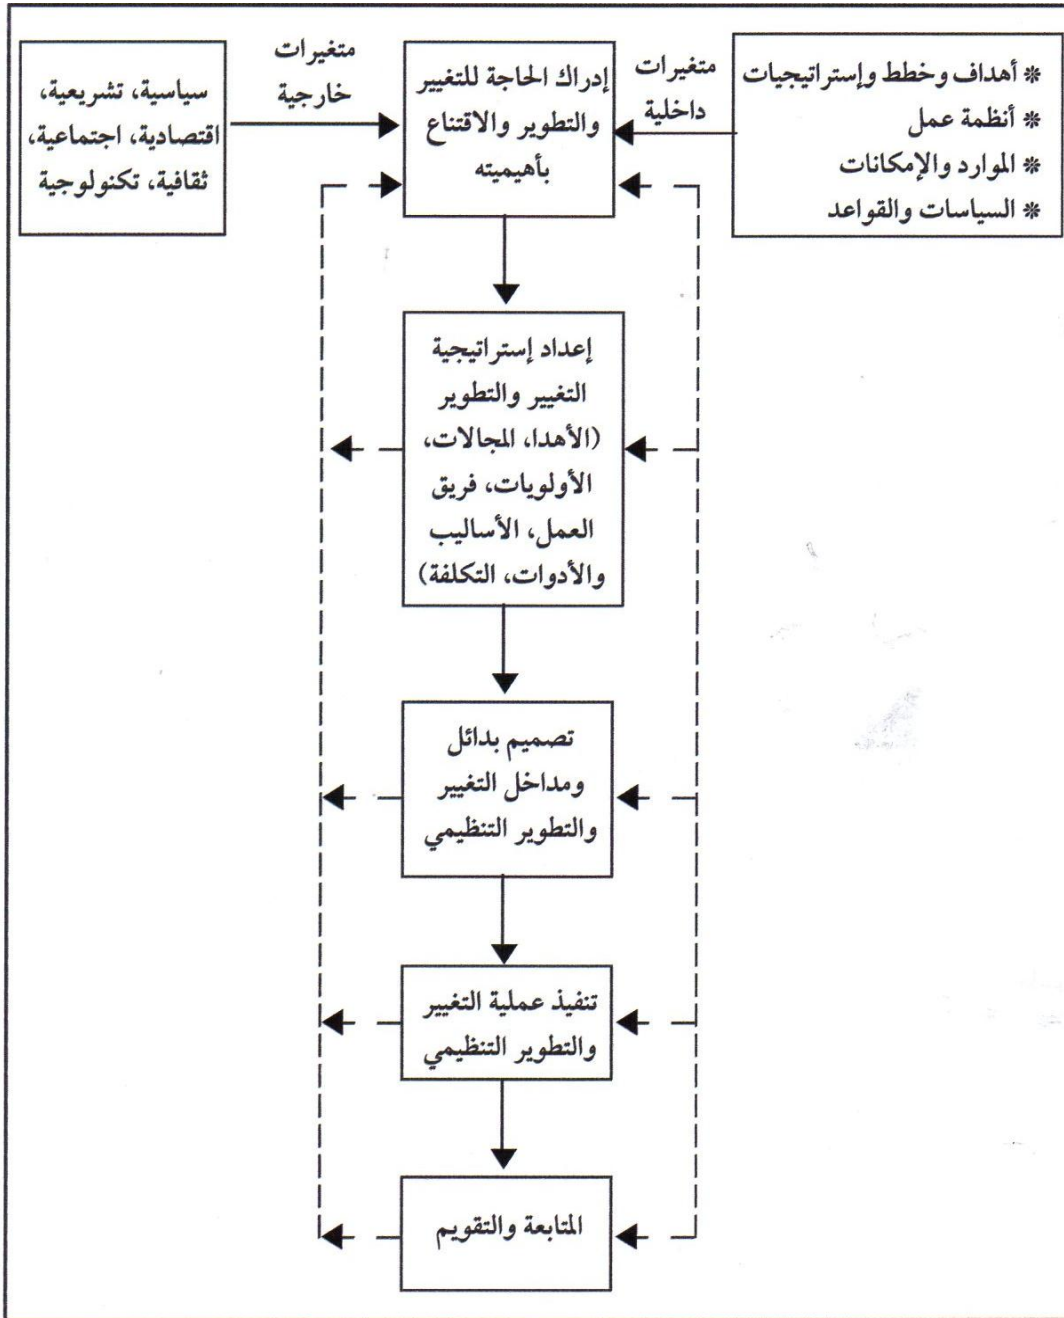 * أهداف وخطط وإستراتيجيات
* أنظمة عمل
* الموارد والإمكانات
* السياسات والقواعد
متغيرات
داخلية
إدراك الحاجة للتغيير
والتطوير والاقتناع
بأهيميته
متغيرات
خارجية
سياسية، تشريعية،
اقتصادية، اجتماعية،
ثقافية، تكنولوجية
إعداد إستراتيجية
التغيير والتطوير
(الأهدا، المجالات،
الأولويات، فريق
العمل، الأساليب
والأدوات، التكلفة)
تصميم بدائل
ومداخل التغيير
والتطوير التنظيمي
تنفيذ عملية التغيير
والتطوير التنظيمي
المتابعة والتقويم